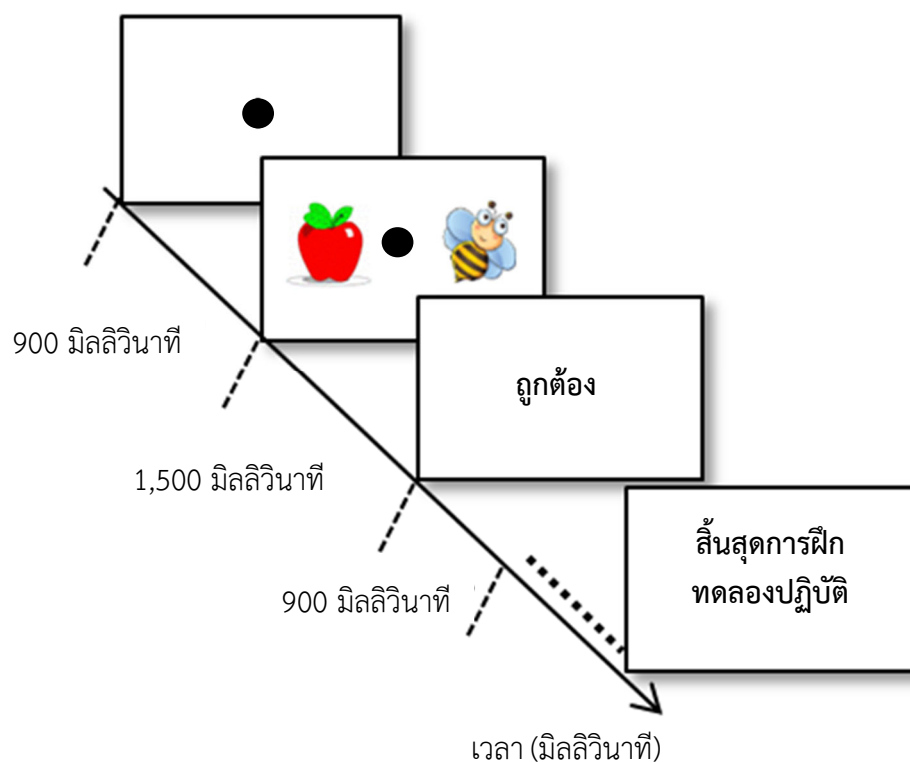 900 มิลลิวินาที
ถูกต้อง
1,500 มิลลิวินาที
สิ้นสุดการฝึก
ทดลองปฏิบัติ
900 มิลลิวินาที
เวลา (มิลลิวินาที)